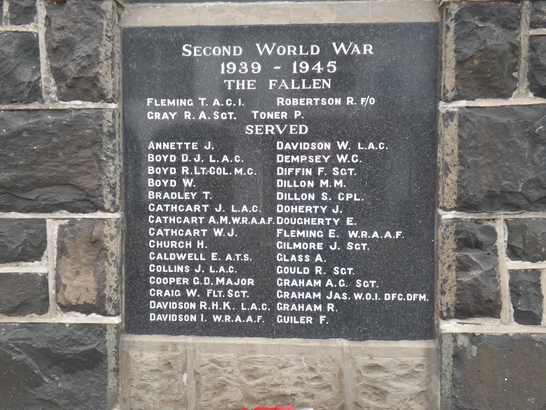 SECOND WORLD WAR
1939 - 1945
THE FALLEN
FLEMING T. A.C.1. ROBERTSON R. F/O
GRAY R. A. SGT. TONER P.
SERVED
ANNETTE J. DAVIDSON W. L.A.C.
BOYD D.J. L.A.C. DEMPSEY W.C.
BOYD R. LT-COL. M.C. DIFFIN F. SGT.
BOYD W. DILLON M.M.
BRADLEY T. DILLON S. CPL.
CATHCART J. L.A.C. DOHERTY J.
CATHCART A.M. W.R.A.A.F. DOUGHERTY E.
CATHCART W.J. FLEMING E. W.R.A.A.F.
CHURCH H. GILMORE J. SGT.
CALDWELL E. A.T.S. GLASS A.
COLLINS J. L.A.C. GOULD R. SGT.
COOPER G.D. MAJOR GRAHAM A.G. SGT.
CRAIG W. FLT. SGT. GRAHAM JAS. W.O.1. DFC. DFM.
DAVIDSON R.H.K. L.A.C. GRAHAM R.
DAVIDSON I. W.R.A.A.F. GUILER F.